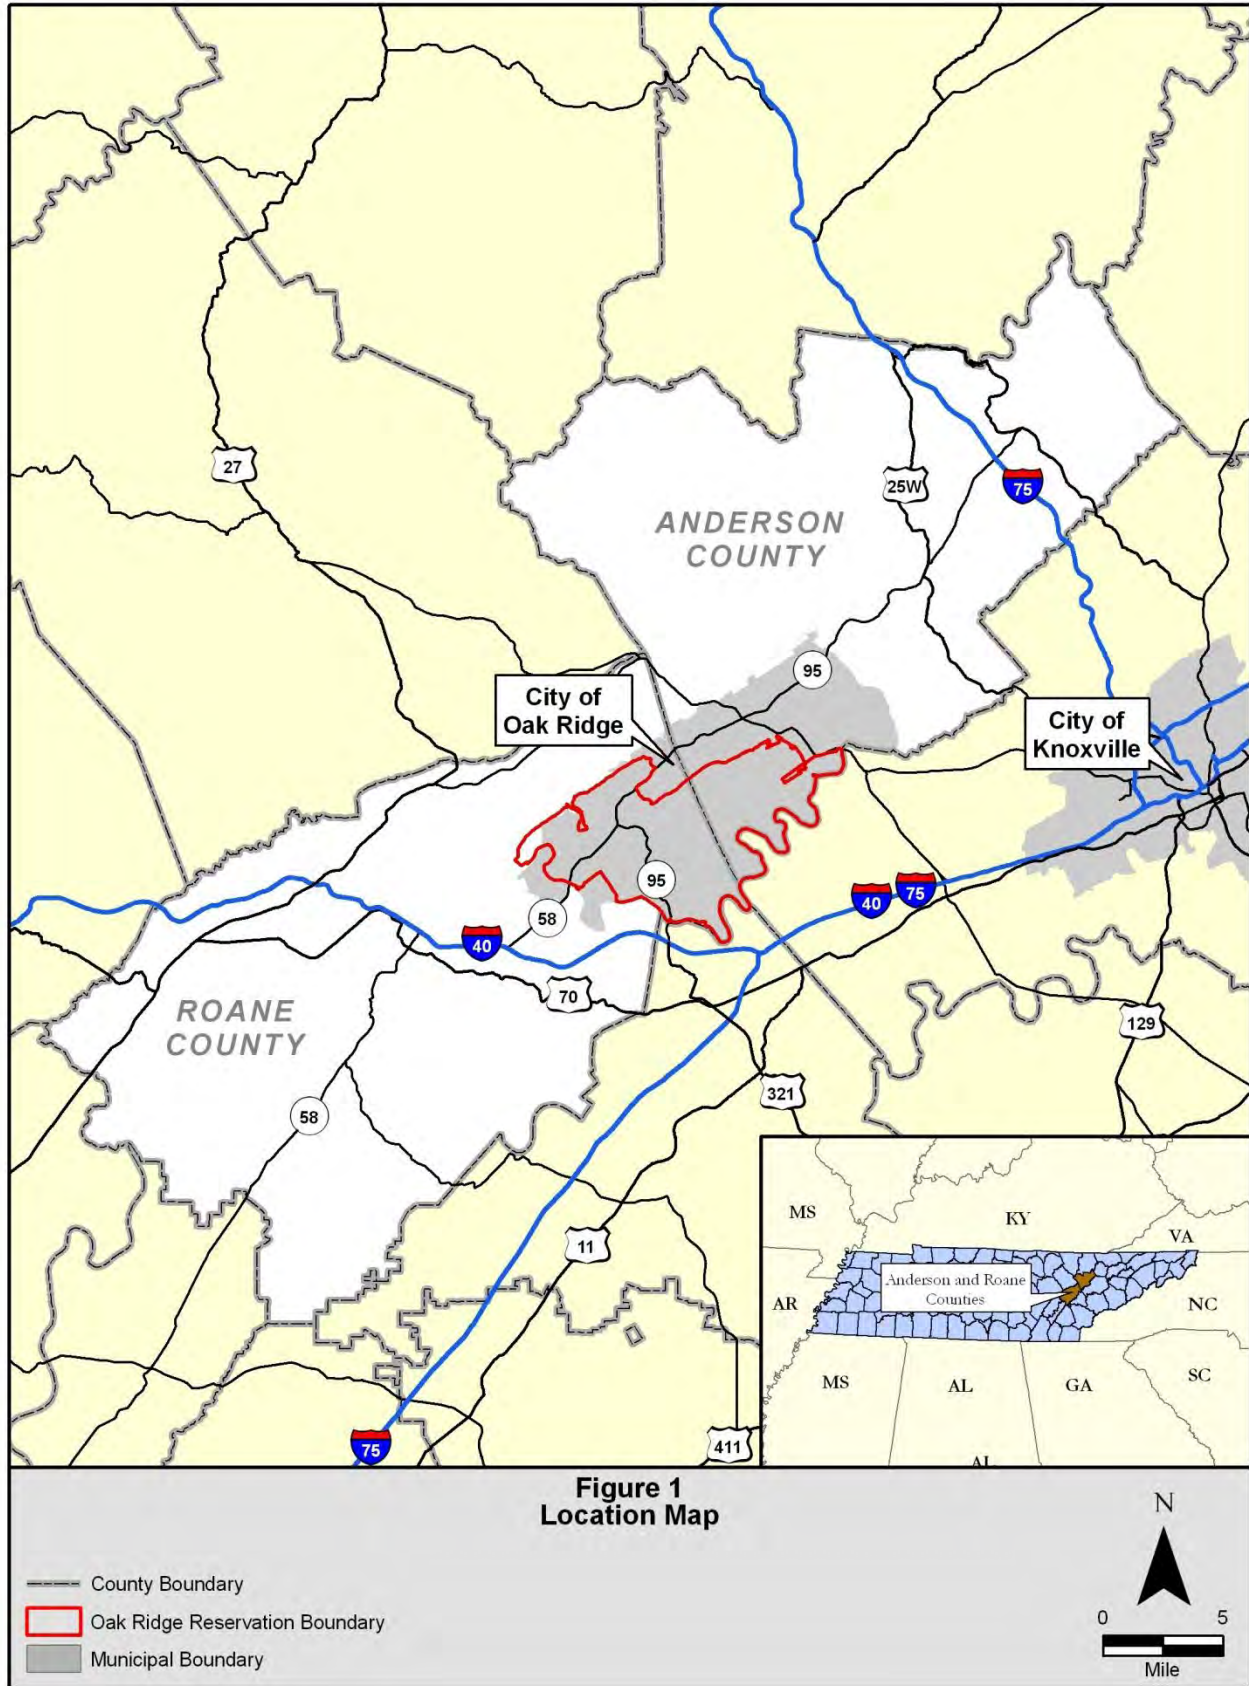 27
25W
75
ANDERSON
COUNTY
95
City of
Oak Ridge
City of
Knoxville
95
58
40
75
40
70
ROANE
COUNTY
129
321
58
11
75
411
MS
KY
VA
Anderson and Roane
Counties
AR
NC
MS
AL
GA
SC
AL
Figure 1
Location Map
County Boundary
Oak Ridge Reservation Boundary
Municipal Boundary
N
0 5
Mile